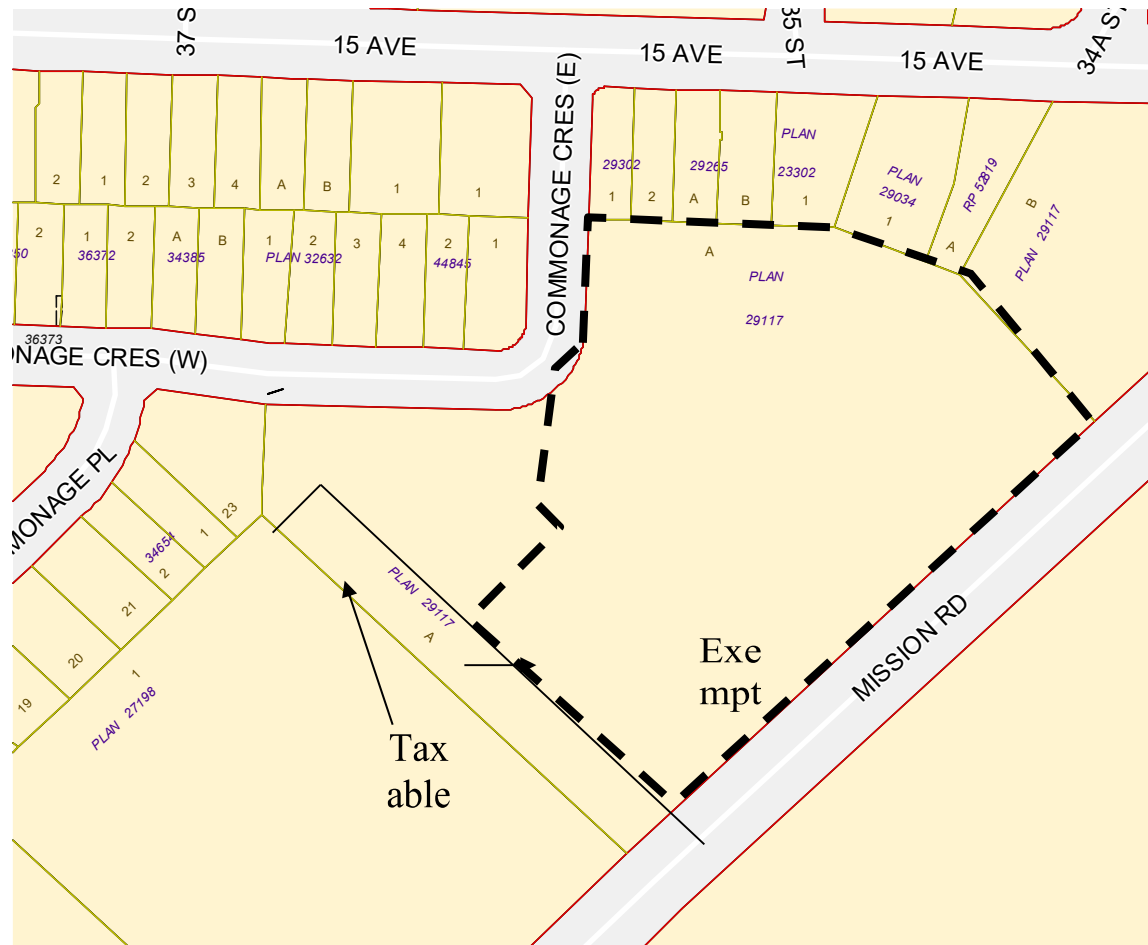 37 S
15 AVE
15 AVE
35 ST
15 AVE
34A S
COMMONAGE CRES (E)
2
1
2
3
4
A
B
1
1
29302
29265
PLAN
23302
1
2
A
B
1
PLAN
29034
1
RP 52819
A
B
PLAN 29117
50
2
1
36372
2
A
34385
B
1
PLAN 32632
2
3
4
2
44845
1
A
PLAN
29117
36373
ONAGE CRES (W)
MONAGE PL
23
1
34654
2
21
20
19
1
PLAN 27198
PLAN 29117
A
Exe
mpt
MISSION RD
Tax
able